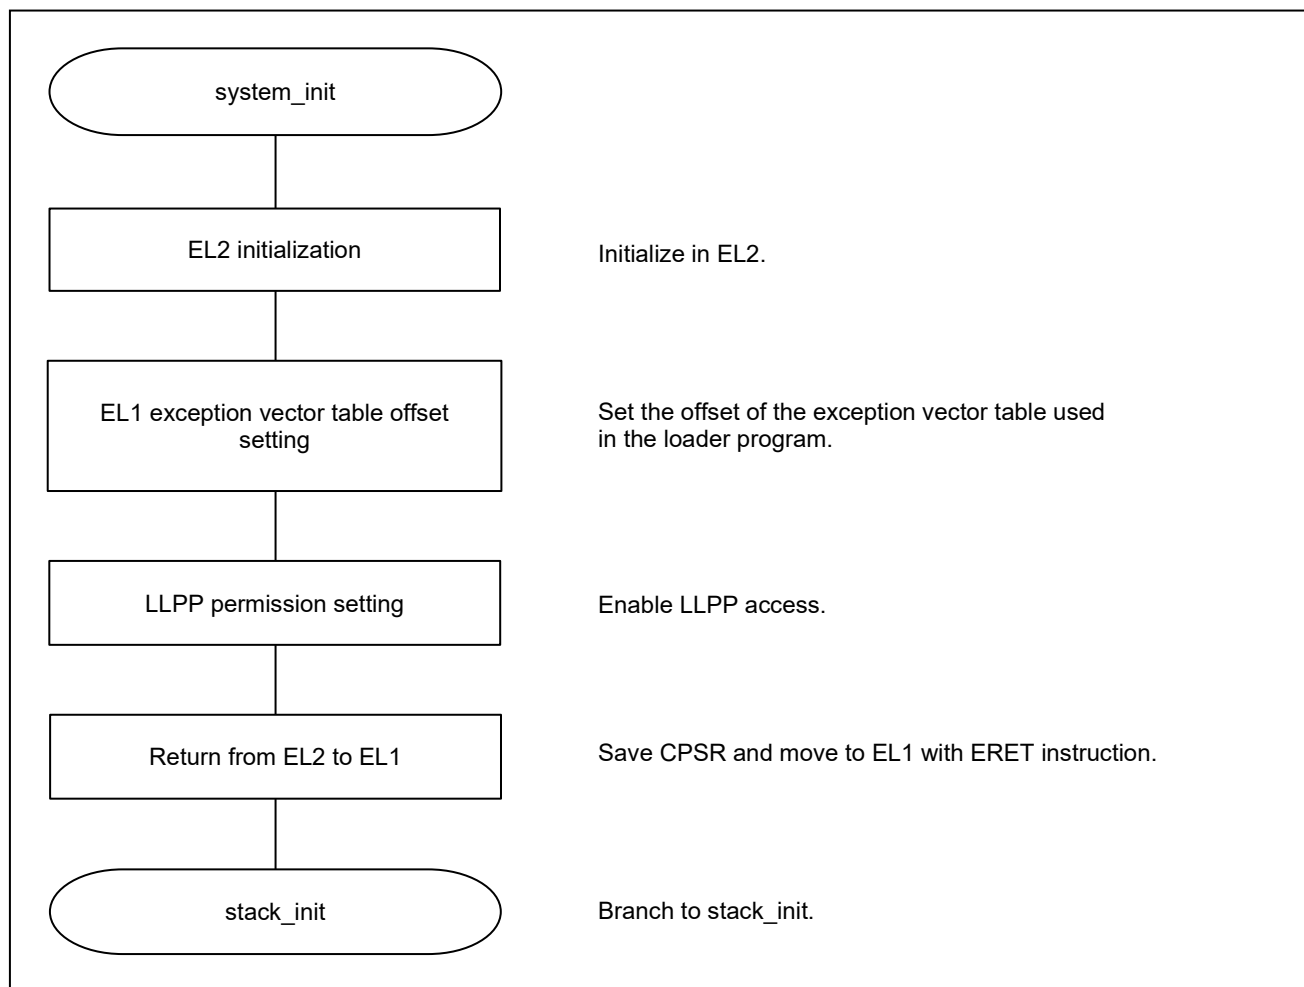 system_init
EL2 initialization
Initialize in EL2.
EL1 exception vector table offset
setting
Set the offset of the exception vector table used
in the loader program.
LLPP permission setting
Enable LLPP access.
Return from EL2 to EL1
Save CPSR and move to EL1 with ERET instruction.
stack_init
Branch to stack_init.